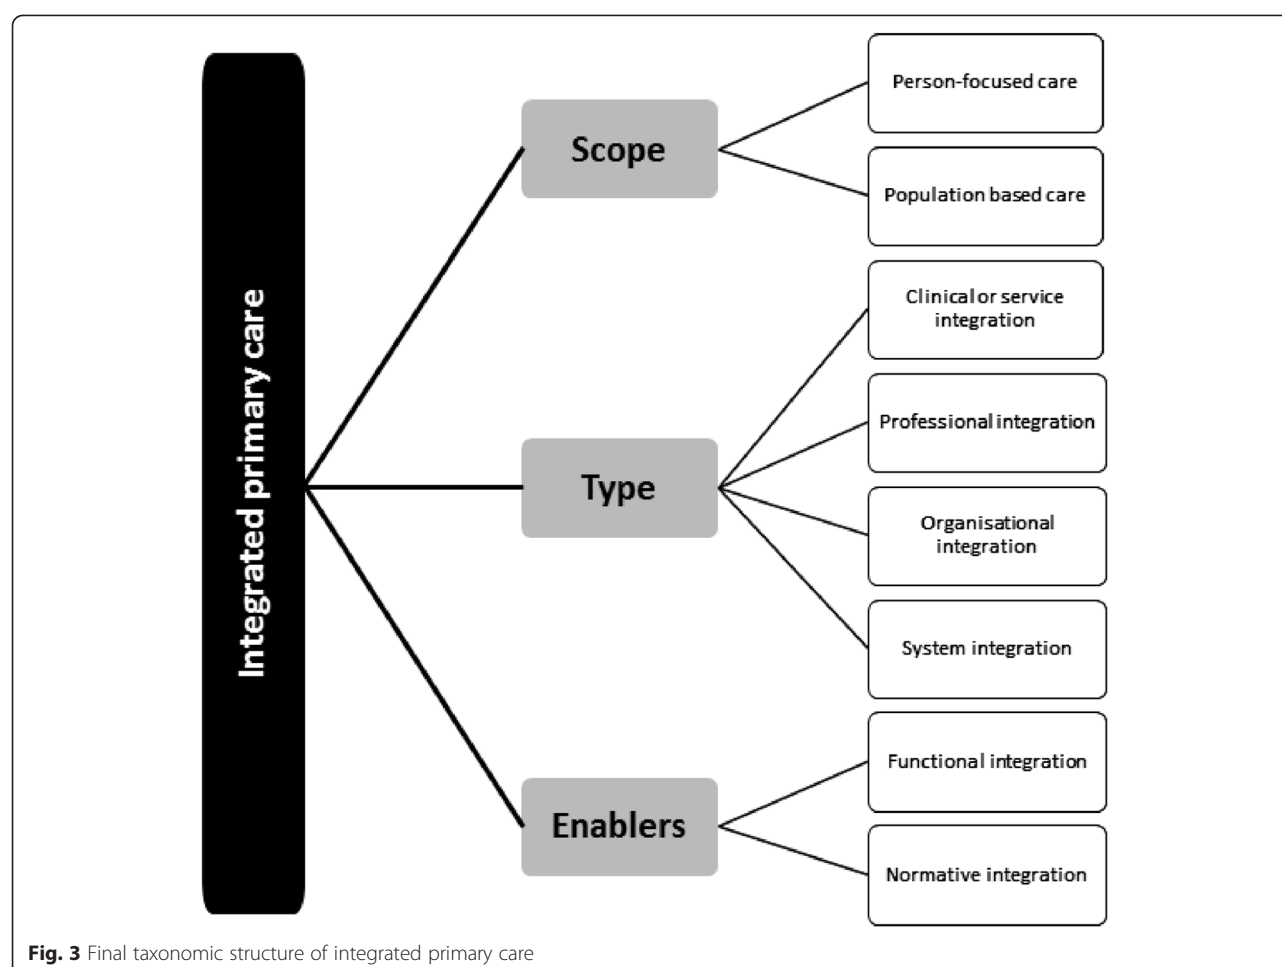 Integrated primary care
Scope
Person-focused care
Population based care
Type
Clinical or service
integration
Professional integration
Organisational
integration
System integration
Enablers
Functional integration
Normative integration
Fig. 3 Final taxonomic structure of integrated primary care